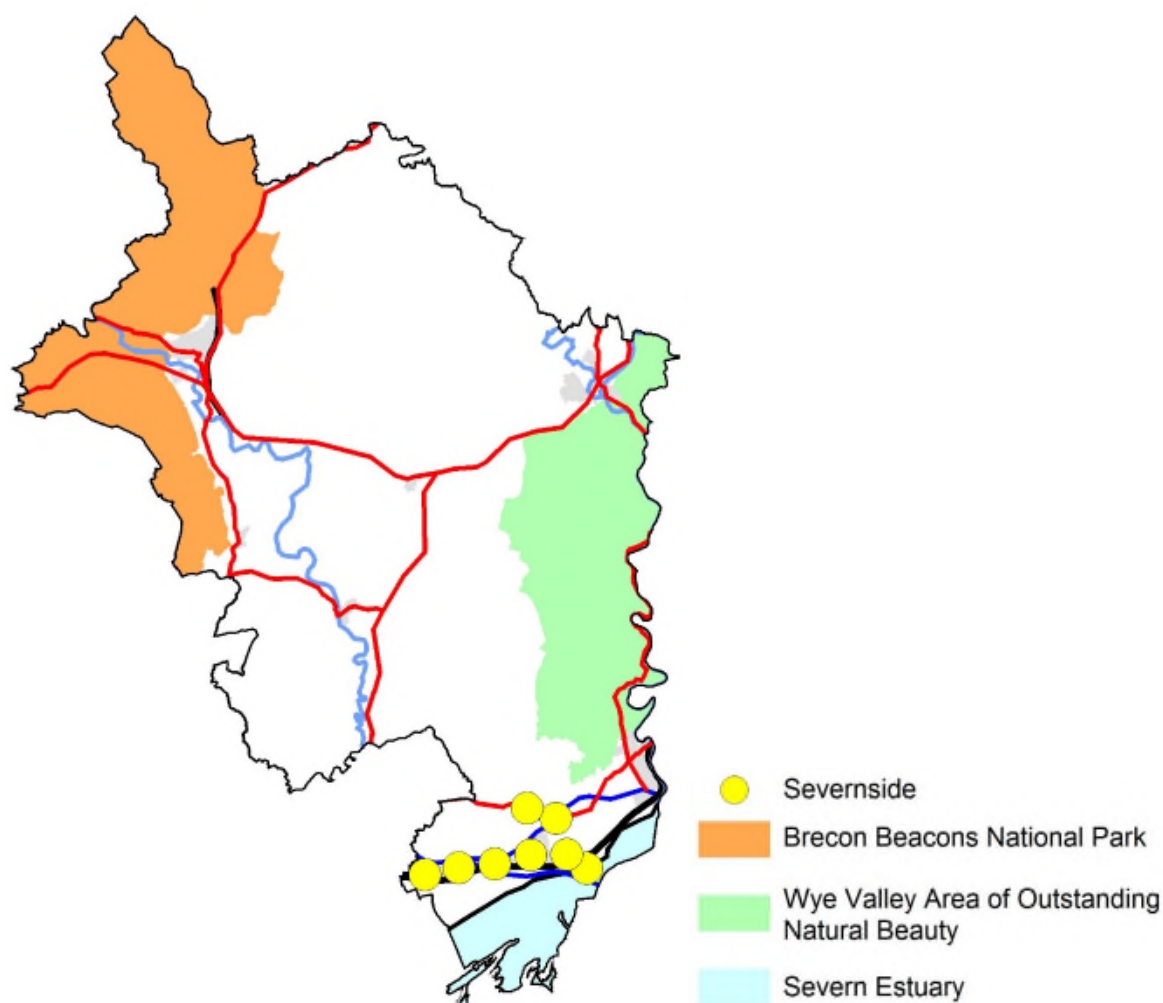 Severnside
Brecon Beacons National Park
Wye Valley Area of Outstanding
Natural Beauty
Severn Estuary